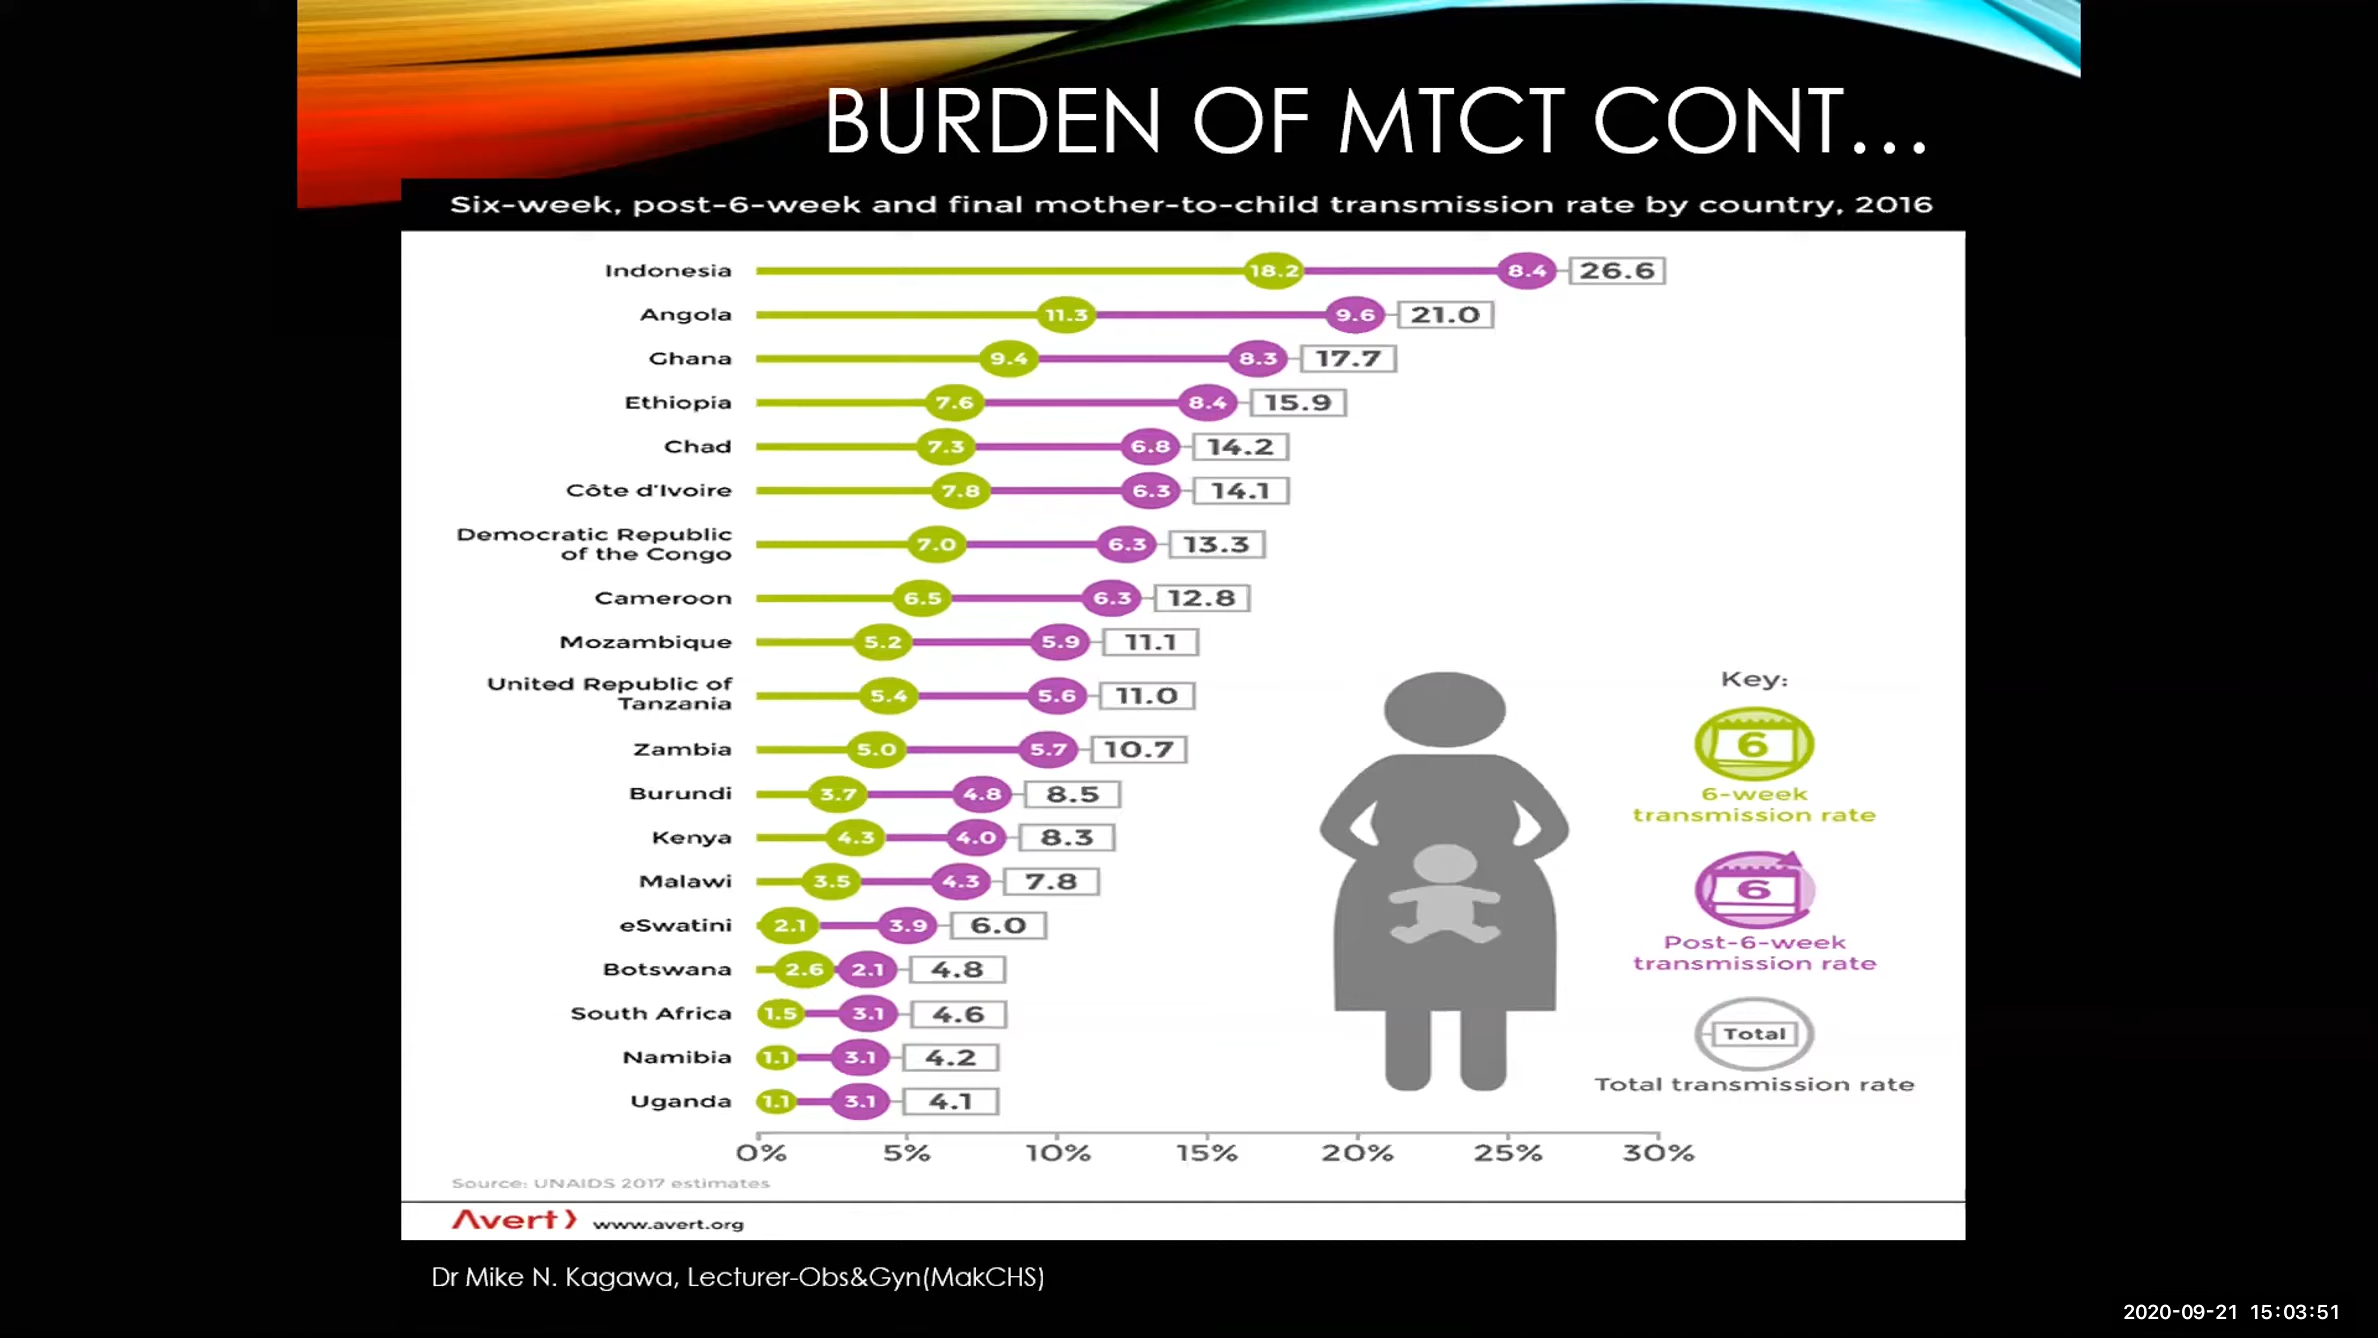 BURDEN OF MTCT CONT...
Six-week, post-6-week and final mother-to-child transmission rate by country, 2016
Indonesia 18.2 8.4 26.6
Angola 11.3 9.6 21.0
Ghana 9.4 8.3 17.7
Ethiopia 7.6 8.4 15.9
Chad 7.3 6.8 14.2
Côte d'Ivoire 7.8 6.3 14.1
Democratic Republic
of the Congo 7.0 6.3 13.3
Cameroon 6.5 6.3 12.8
Mozambique 5.2 5.9 11.1
United Republic of
Tanzania 5.4 5.6 11.0
Zambia 5.0 5.7 10.7
Burundi 3.7 4.8 8.5
Kenya 4.3 4.0 8.3
Malawi 3.5 4.3 7.8
eSwatini 2.1 3.9 6.0
Botswana 2.6 2.1 4.8
South Africa 1.5 3.1 4.6
Namibia 1.1 3.1 4.2
Uganda 1.1 3.1 4.1
0% 5% 10% 15% 20% 25% 30%
Key:
6
6-week
transmission rate
6
Post-6-week
transmission rate
Total
Total transmission rate
Source: UNAIDS 2017 estimates
Avert www.avert.org
Dr Mike N. Kagawa, Lecturer-Obs&Gyn(MakCHS)
2020-09-21 15:03:51